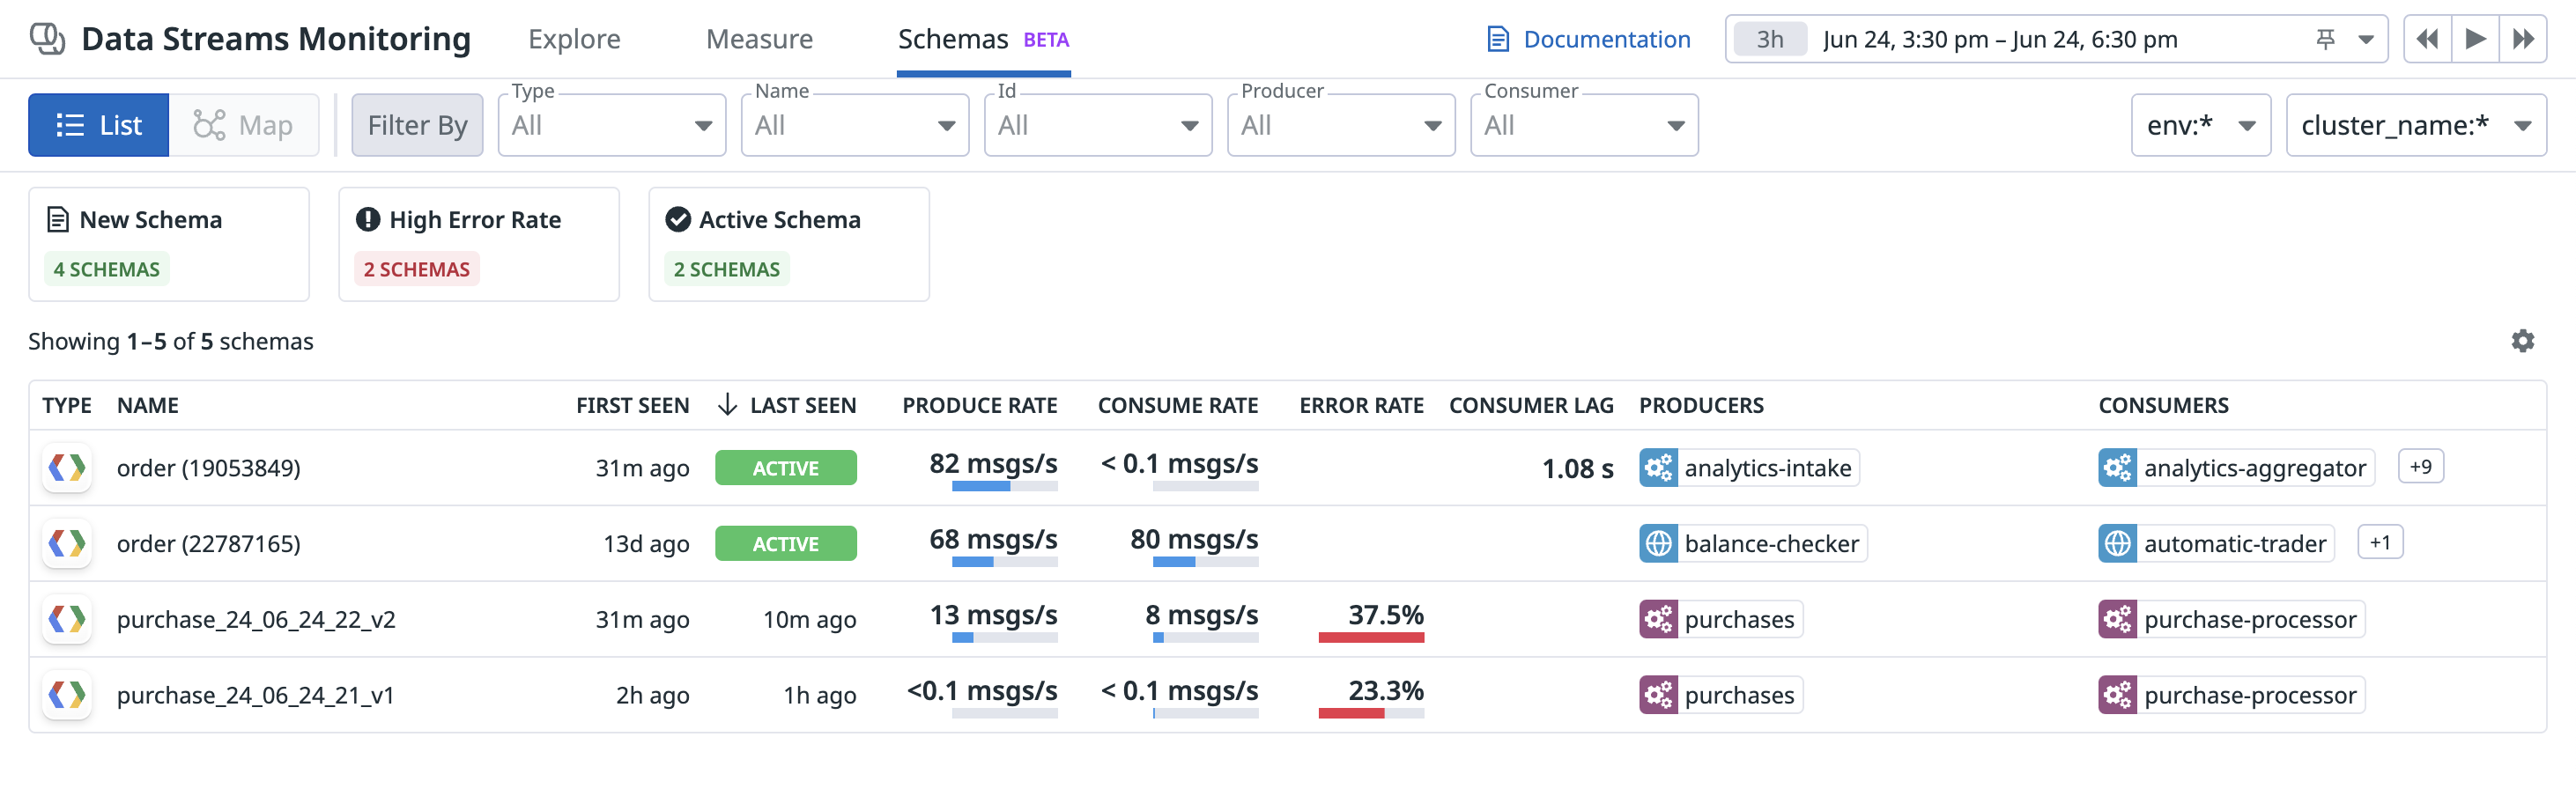 Data Streams Monitoring Explore Measure Schemas BETA Documentation 3h Jun 24, 3:30 pm – Jun 24, 6:30 pm
List Map Filter By Type All Name All Id All Producer All Consumer All env:* cluster_name:*
New Schema High Error Rate Active Schema
4 SCHEMAS 2 SCHEMAS 2 SCHEMAS
Showing 1–5 of 5 schemas
TYPE NAME FIRST SEEN LAST SEEN PRODUCE RATE CONSUME RATE ERROR RATE CONSUMER LAG PRODUCERS CONSUMERS
order (19053849) 31m ago ACTIVE 82 msgs/s < 0.1 msgs/s 1.08 s analytics-intake analytics-aggregator +9
order (22787165) 13d ago ACTIVE 68 msgs/s 80 msgs/s balance-checker automatic-trader +1
purchase_24_06_24_22_v2 31m ago 10m ago 13 msgs/s 8 msgs/s 37.5% purchases purchase-processor
purchase_24_06_24_21_v1 2h ago 1h ago <0.1 msgs/s < 0.1 msgs/s 23.3% purchases purchase-processor